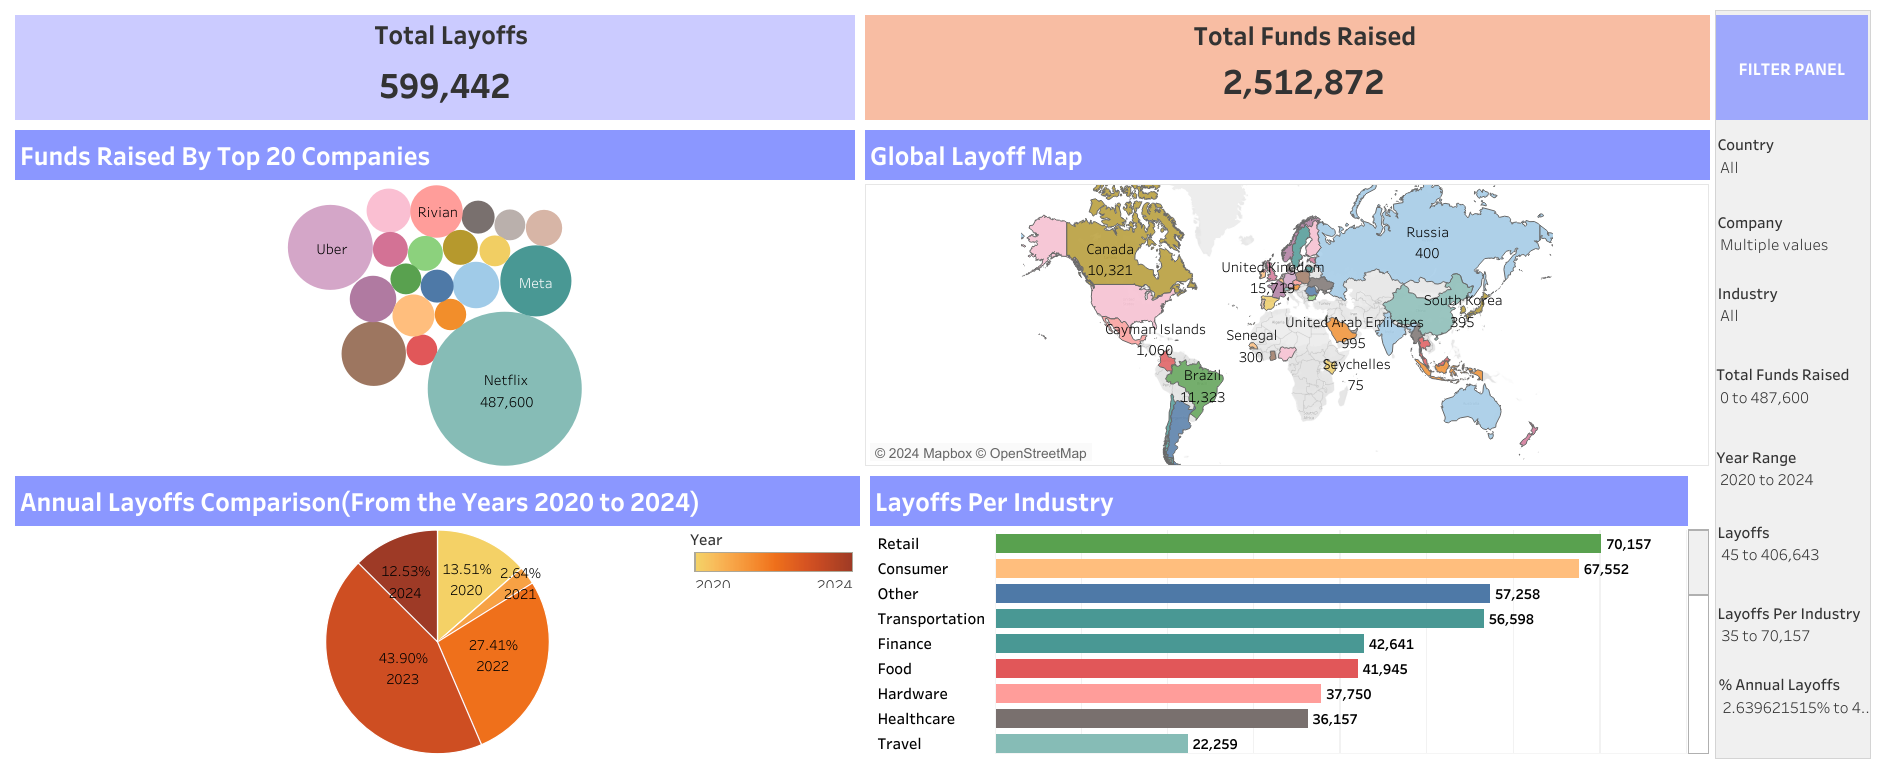 Total Layoffs
599,442
Total Funds Raised
2,512,872
FILTER PANEL
Funds Raised By Top 20 Companies
Uber
Rivian
Meta
Netflix
487,600
Global Layoff Map
Canada
10,321
Russia
400
United Kingdom
15,719
South Korea
395
Cayman Islands
1,060
Senegal
300
United Arab Emirates
995
Seychelles
75
Brazil
11,323
© 2024 Mapbox © OpenStreetMap
Annual Layoffs Comparison(From the Years 2020 to 2024)
12.53%
2024
13.51%
2020
2.64%
2021
27.41%
2022
43.90%
2023
Year
2020 2024
Layoffs Per Industry
Retail 70,157
Consumer 67,552
Other 57,258
Transportation 56,598
Finance 42,641
Food 41,945
Hardware 37,750
Healthcare 36,157
Travel 22,259
Country
All
Company
Multiple values
Industry
All
Total Funds Raised
0 to 487,600
Year Range
2020 to 2024
Layoffs
45 to 406,643
Layoffs Per Industry
35 to 70,157
% Annual Layoffs
2.639621515% to 4..